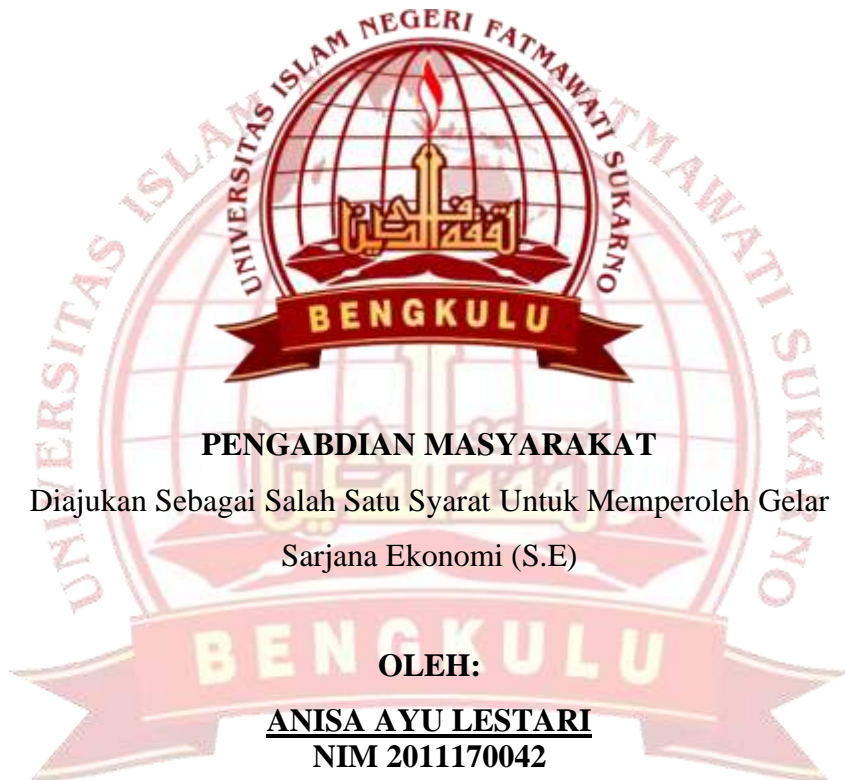 UNIVERSITAS ISLAM NEGERI FATMAWATI SUKARNO
BENGKULU
PENGABDIAN MASYARAKAT
Diajukan Sebagai Salah Satu Syarat Untuk Memperoleh Gelar
Sarjana Ekonomi (S.E)
OLEH:
ANISA AYU LESTARI
NIM 2011170042